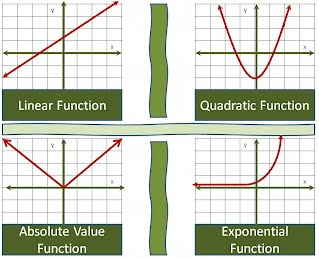 y
x
Linear Function
y
x
Quadratic Function
y
x
Absolute Value
Function
y
x
Exponential
Function